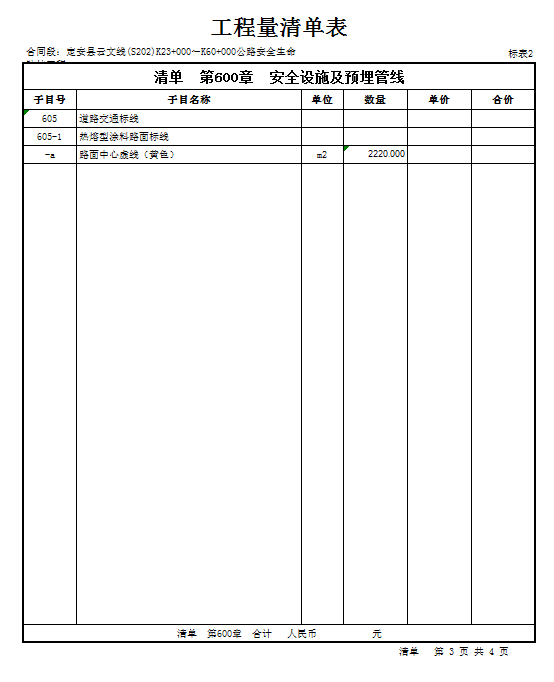 工程量清单表
合同段：定安县云文线(S202)K23+000～K60+000公路安全生命
标表2
清单 第600章 安全设施及预埋管线
子目号 子目名称 单位 数量 单价 合价
605 道路交通标线
605-1 热熔型涂料路面标线
-a 路面中心虚线（黄色） m2 2220.000
清单 第600章 合计 人民币 元
清单 第 3 页 共 4 页